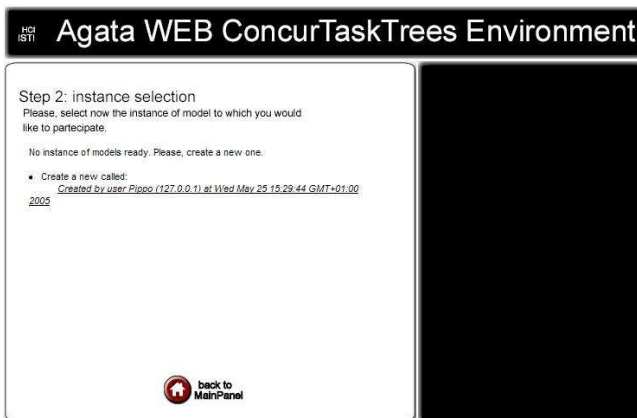 HCI
ISTI
Agata WEB ConcurTaskTrees Environment
Step 2: instance selection
Please, select now the instance of model to which you would
like to partecipate.
No instance of models ready. Please, create a new one.
• Create a new called:
Created by user Pippo (127.0.0.1) at Wed May 25 15:29:44 GMT+01:00
2005
back to
MainPanel